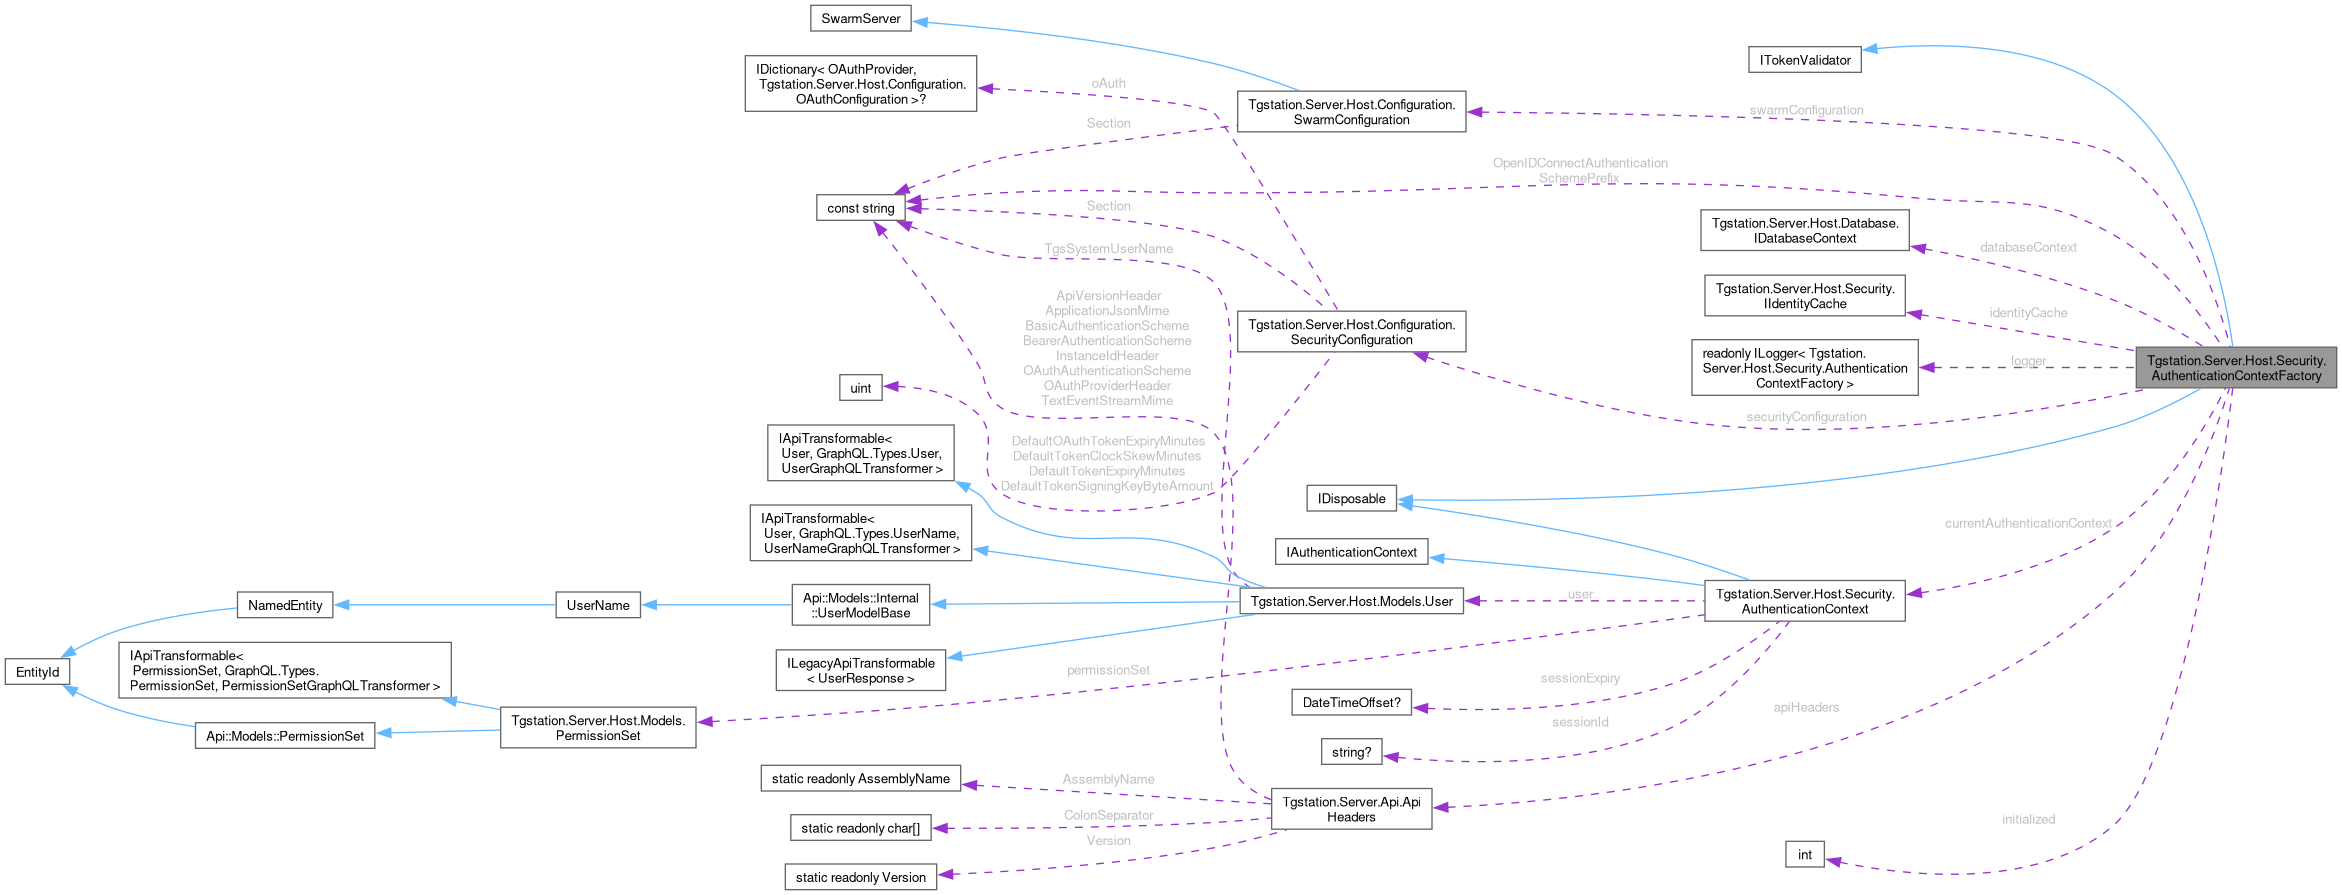 SwarmServer
ITokenValidator
IDictionary< OAuthProvider,
Tgstation.Server.Host.Configuration.
OAuthConfiguration >?
oAuth
Tgstation.Server.Host.Configuration.
SwarmConfiguration
swarmConfiguration
Section
OpenIDConnectAuthentication
SchemePrefix
const string
Section
Tgstation.Server.Host.Database.
IDatabaseContext
databaseContext
TgsSystemUserName
Tgstation.Server.Host.Security.
IIdentityCache
identityCache
ApiVersionHeader
ApplicationJsonMime
BasicAuthenticationScheme
BearerAuthenticationScheme
InstanceIdHeader
OAuthAuthenticationScheme
OAuthProviderHeader
TextEventStreamMime
Tgstation.Server.Host.Configuration.
SecurityConfiguration
readonly ILogger< Tgstation.
Server.Host.Security.Authentication
ContextFactory >
logger
Tgstation.Server.Host.Security.
AuthenticationContextFactory
uint
securityConfiguration
IApiTransformable<
User, GraphQL.Types.User,
UserGraphQLTransformer >
DefaultOAuthTokenExpiryMinutes
DefaultTokenClockSkewMinutes
DefaultTokenExpiryMinutes
DefaultTokenSigningKeyByteAmount
IDisposable
IApiTransformable<
User, GraphQL.Types.UserName,
UserNameGraphQLTransformer >
currentAuthenticationContext
IAuthenticationContext
NamedEntity
UserName
Api::Models::Internal
::UserModelBase
Tgstation.Server.Host.Models.User
user
Tgstation.Server.Host.Security.
AuthenticationContext
EntityId
IApiTransformable<
PermissionSet, GraphQL.Types.
PermissionSet, PermissionSetGraphQLTransformer >
ILegacyApiTransformable
< UserResponse >
permissionSet
sessionExpiry
DateTimeOffset?
apiHeaders
Api::Models::PermissionSet
Tgstation.Server.Host.Models.
PermissionSet
sessionId
string?
static readonly AssemblyName
AssemblyName
Tgstation.Server.Api.Api
Headers
static readonly char[]
ColonSeparator
initialized
Version
static readonly Version
int